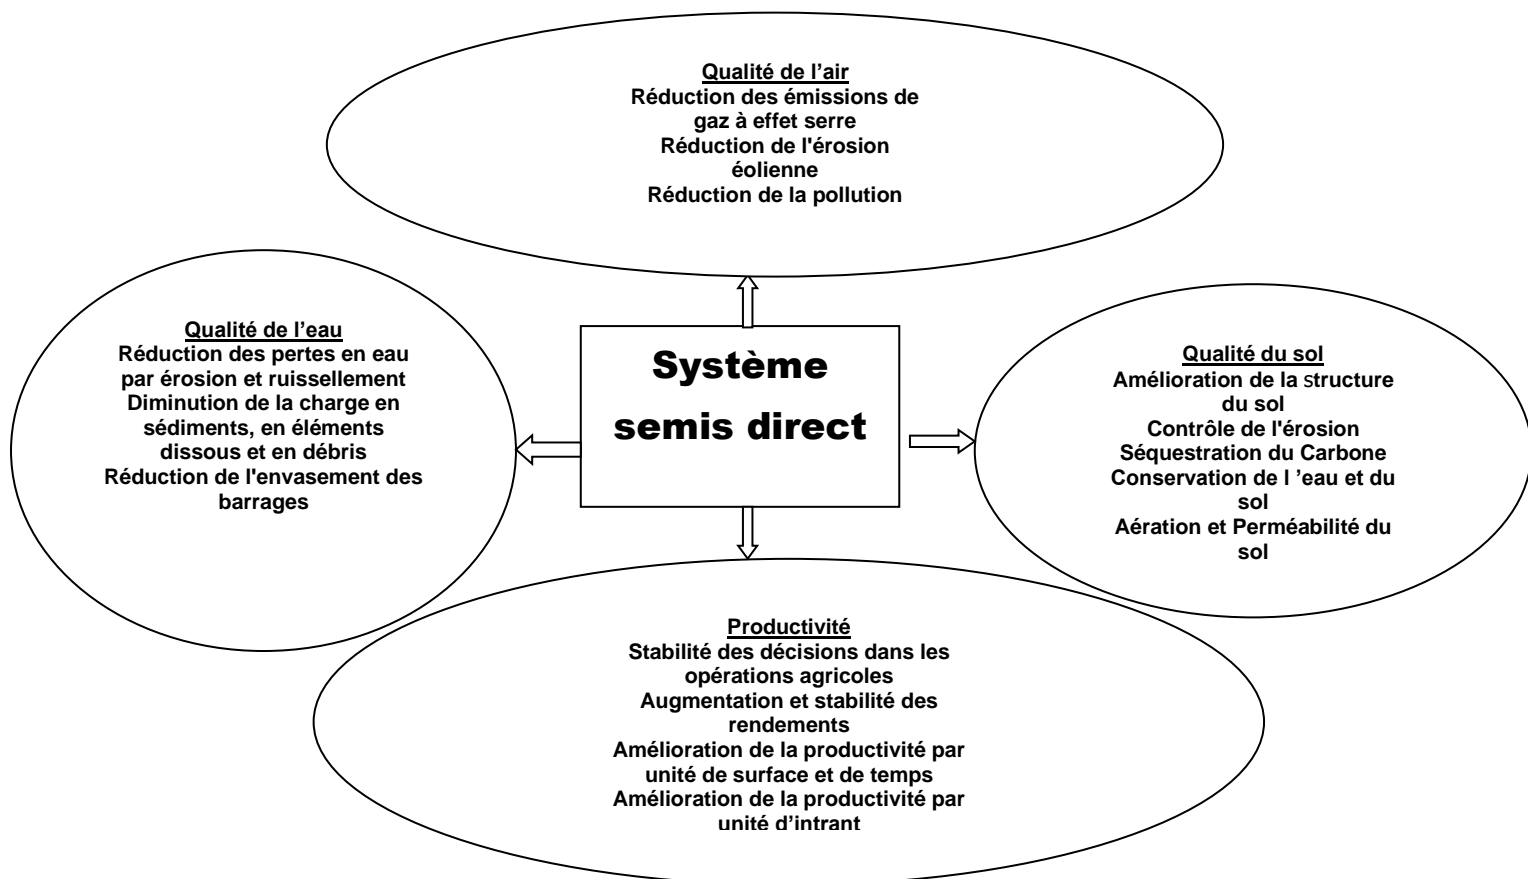 Qualité de l’air
Réduction des émissions de
gaz à effet serre
Réduction de l'érosion
éolienne
Réduction de la pollution
Qualité de l’eau
Réduction des pertes en eau
par érosion et ruissellement
Diminution de la charge en
sédiments, en éléments
dissous et en débris
Réduction de l'envasement des
barrages
Système
semis direct
Qualité du sol
Amélioration de la structure
du sol
Contrôle de l'érosion
Séquestration du Carbone
Conservation de l ’eau et du
sol
Aération et Perméabilité du
sol
Productivité
Stabilité des décisions dans les
opérations agricoles
Augmentation et stabilité des
rendements
Amélioration de la productivité par
unité de surface et de temps
Amélioration de la productivité par
unité d’intrant